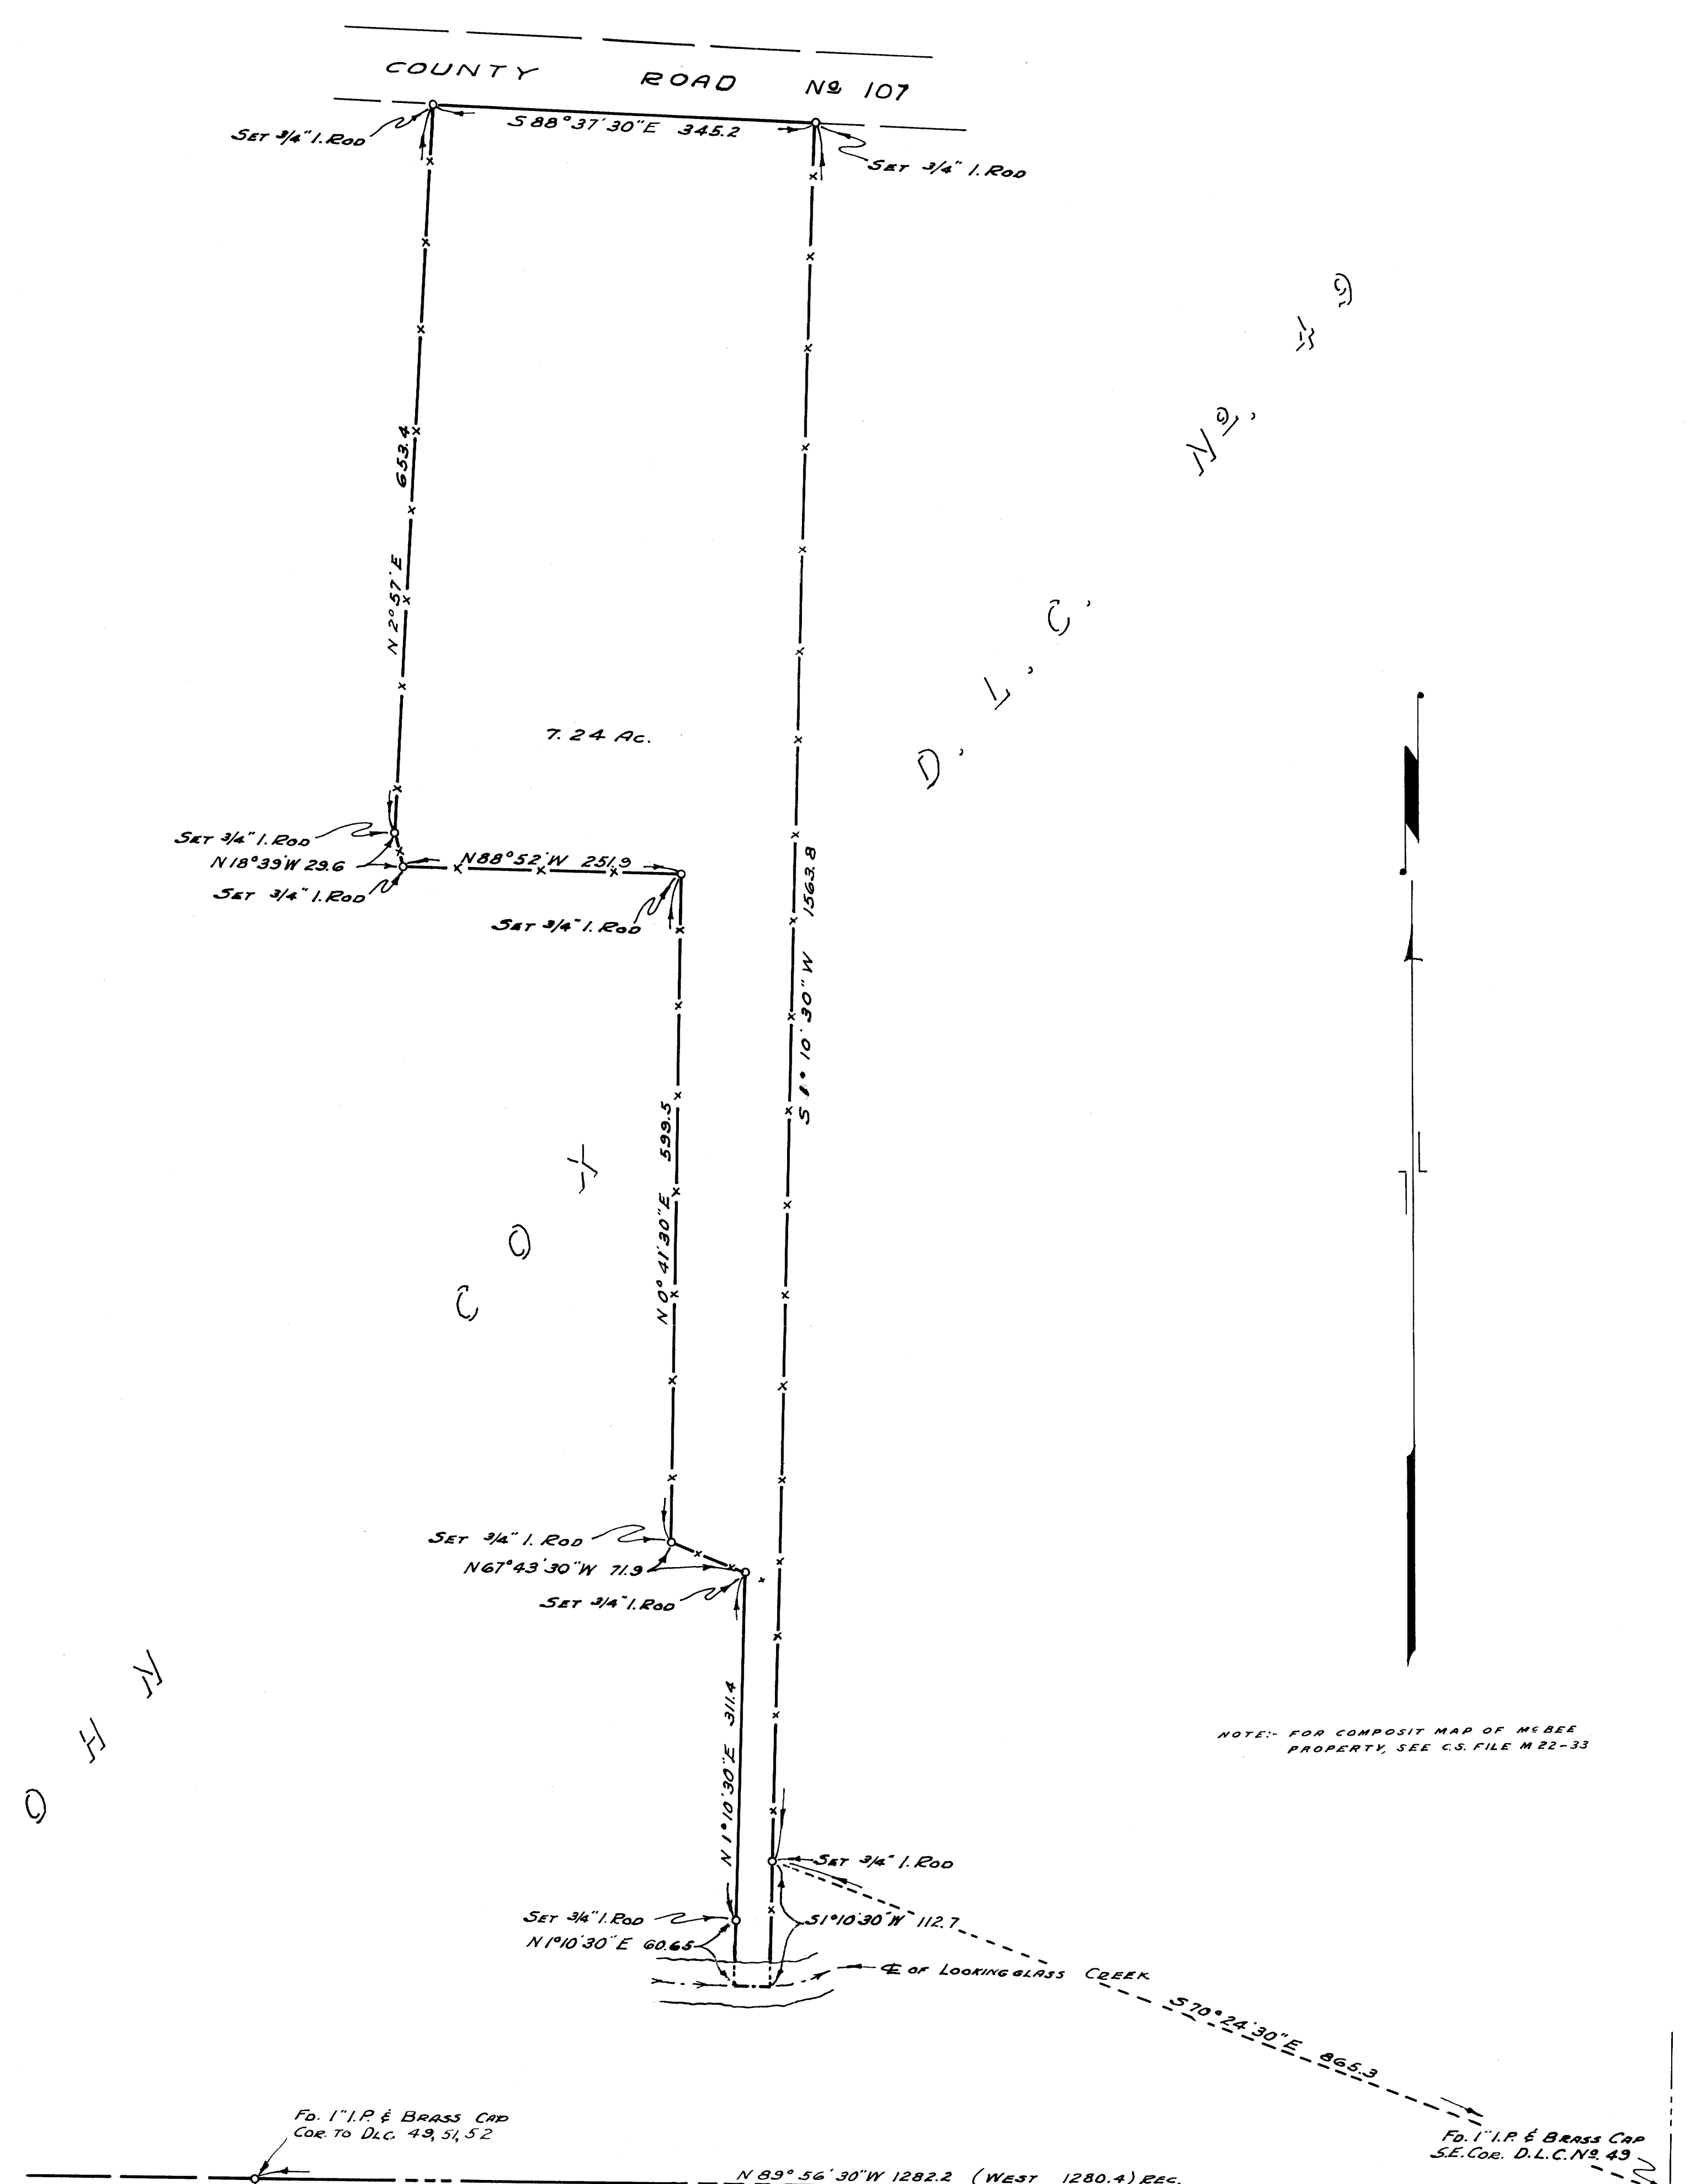 COUNTY ROAD Nº 107
S 88° 37' 30" E 345.2
SET 3/4" I. ROD
SET 3/4" I. ROD
N 2° 57' E 653.4
7.24 AC.
SET 3/4" I. ROD
N 18° 39' W 29.6
SET 3/4" I. ROD
N 88° 52' W 251.9
SET 3/4" I. ROD
S 1° 10' 30" W 1563.8
N 0° 41' 30" E 599.5
SET 3/4" I. ROD
N 67° 43' 30" W 71.9
SET 3/4" I. ROD
N 1° 10' 30" E 311.4
OHN COX D. L. C. Nº. 49
NOTE:- FOR COMPOSIT MAP OF McBEE
PROPERTY, SEE C.S. FILE M 22-33
SET 3/4" I. ROD
SET 3/4" I. ROD
S 1° 10' 30" W 112.7
N 1° 10' 30" E 60.65
℄ OF LOOKINGGLASS CREEK
S 70° 24' 30" E 865.3
FD. 1" I.P. & BRASS CAP
COR. TO DLC. 49, 51, 52
FD. 1" I.P. & BRASS CAP
S.E. COR. D.L.C. Nº. 49
N 89° 56' 30" W 1282.2 (WEST 1280.4) REC.